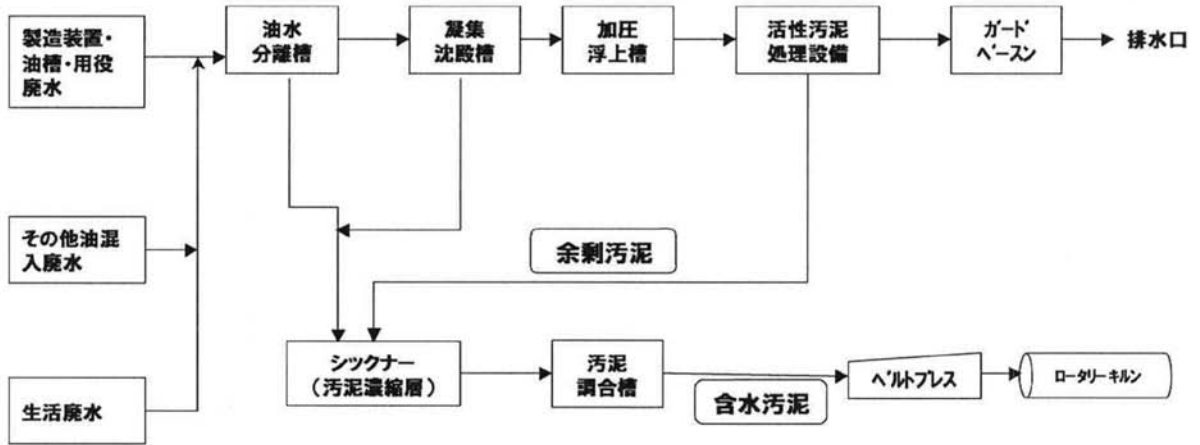 製造装置・
油槽・用役
廃水
油水
分離槽
凝集
沈殿槽
加圧
浮上槽
活性汚泥
処理設備
ガード
ベースン
排水口
その他油混
入廃水
余剰汚泥
生活廃水
シックナー
(汚泥濃縮層)
汚泥
調合槽
含水汚泥
ベルトプレス
ロータリーキルン